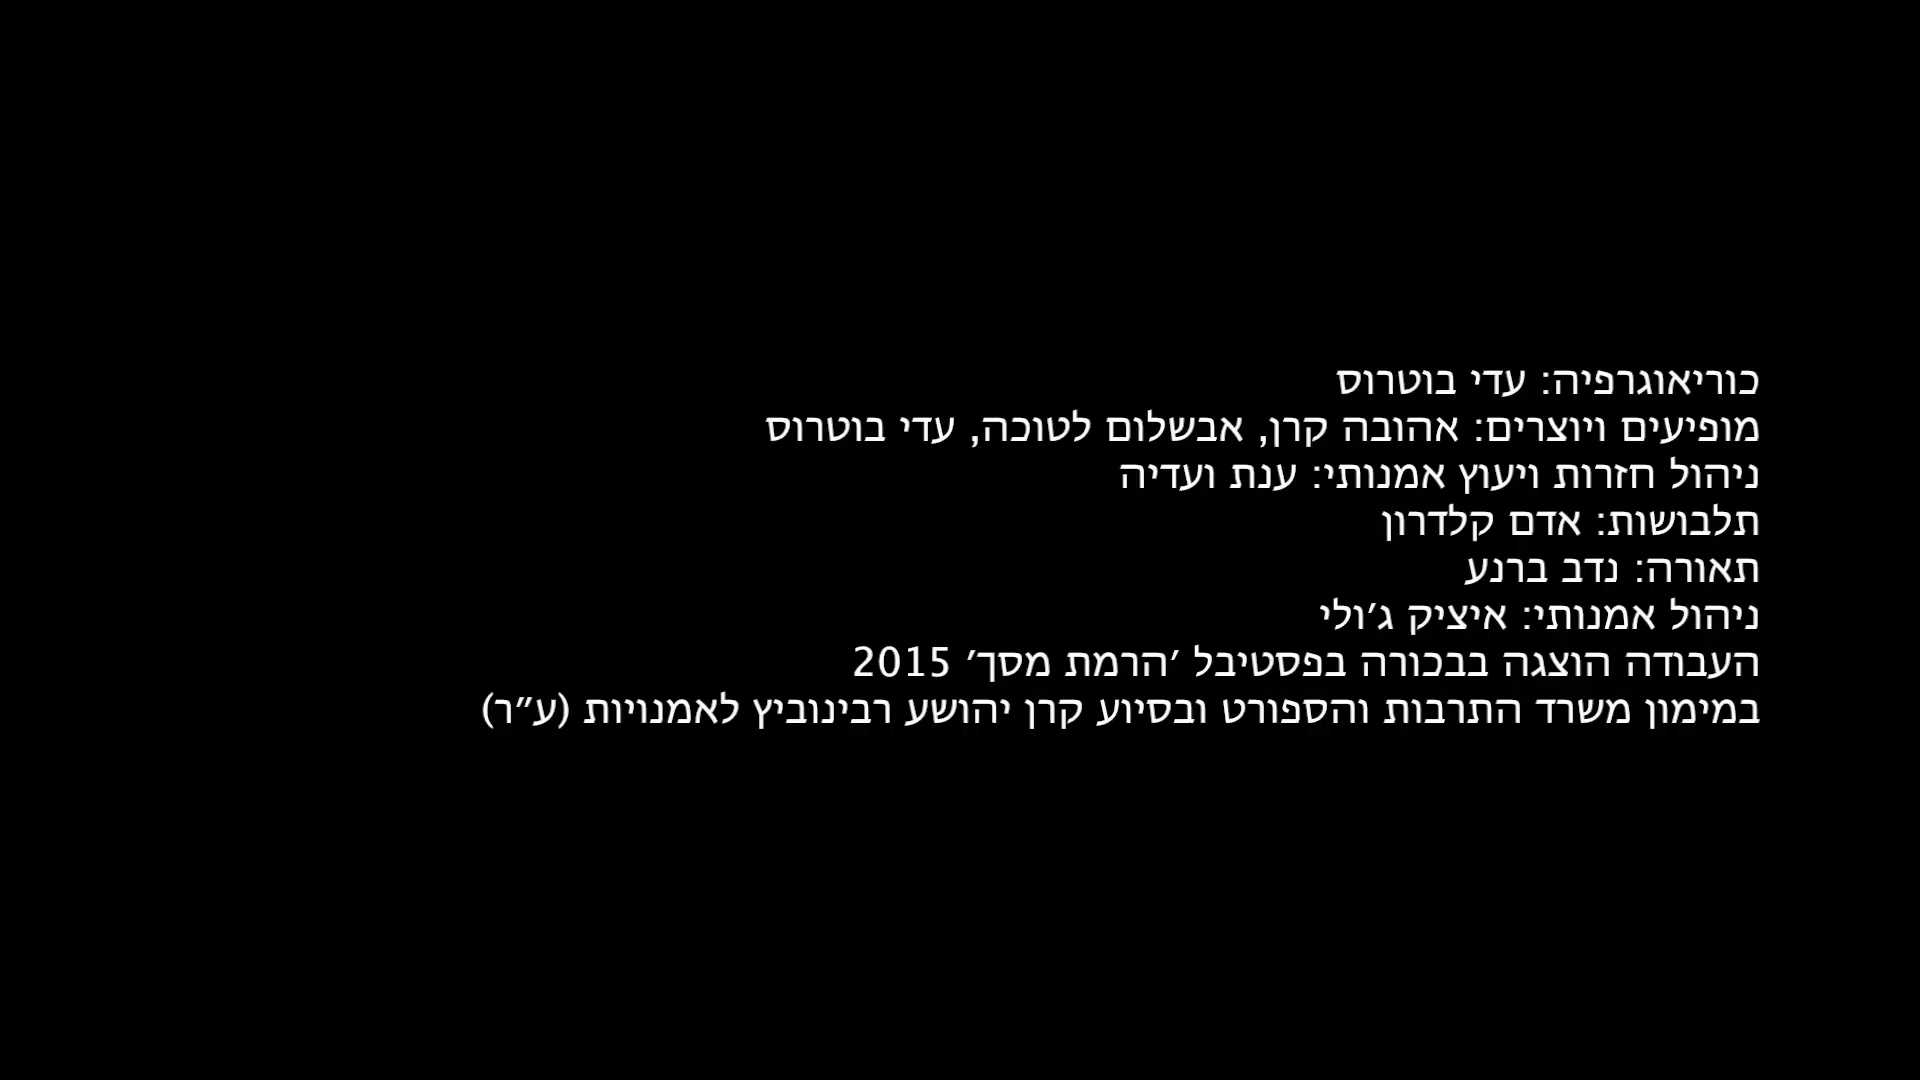 כוריאוגרפיה: עדי בוטרוס
מופיעים ויוצרים: אהובה קרן, אבשלום לטוכה, עדי בוטרוס
ניהול חזרות ויעוץ אמנותי: ענת ועדיה
תלבושות: אדם קלדרון
תאורה: נדב ברנע
ניהול אמנותי: איציק ג׳ולי
העבודה הוצגה בבכורה בפסטיבל ׳הרמת מסך׳ 2015
במימון משרד התרבות והספורט ובסיוע קרן יהושע רבינוביץ לאמנויות (ע״ר)